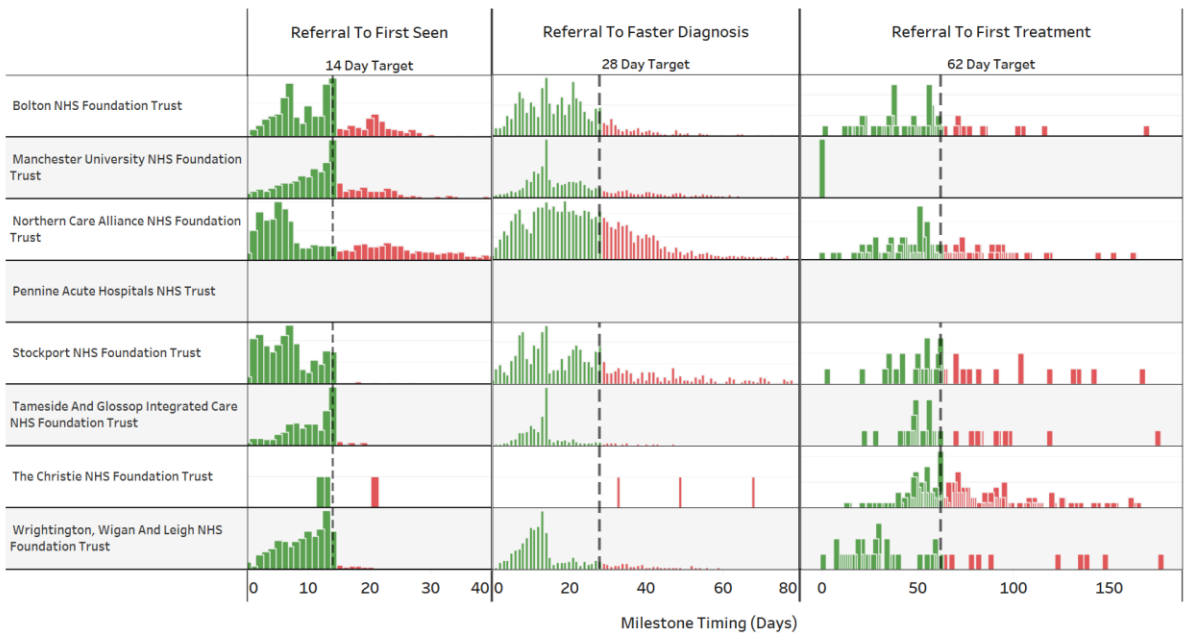 Referral To First Seen
Referral To Faster Diagnosis
Referral To First Treatment
14 Day Target
28 Day Target
62 Day Target
Bolton NHS Foundation Trust
Manchester University NHS Foundation
Trust
Northern Care Alliance NHS Foundation
Trust
Pennine Acute Hospitals NHS Trust
Stockport NHS Foundation Trust
Tameside And Glossop Integrated Care
NHS Foundation Trust
The Christie NHS Foundation Trust
Wrightington, Wigan And Leigh NHS
Foundation Trust
0 10 20 30 40 0 20 40 60 80 0 50 100 150
Milestone Timing (Days)